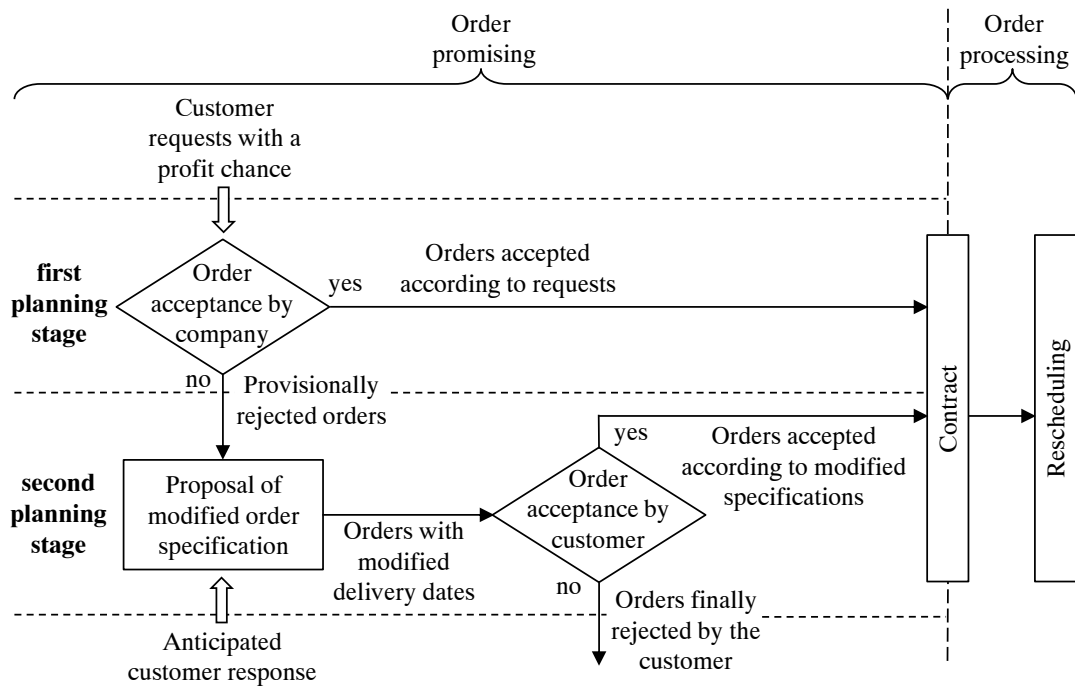 Order
promising
Order
processing
Customer
requests with a
profit chance
first
planning
stage
Order
acceptance by
company
yes
Orders accepted
according to requests
no
Provisionally
rejected orders
Contract
Rescheduling
second
planning
stage
Proposal of
modified order
specification
Orders with
modified
delivery dates
Order
acceptance by
customer
yes
Orders accepted
according to modified
specifications
no
Orders finally
rejected by the
customer
Anticipated
customer response